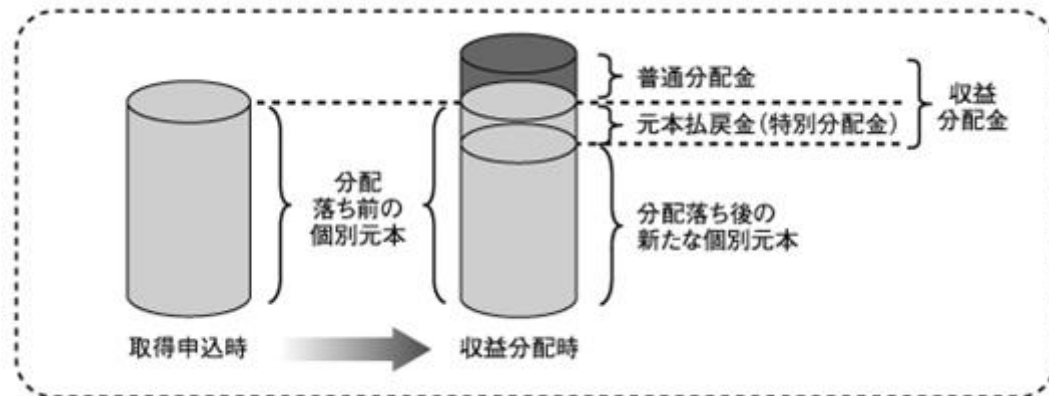 普通分配金
元本払戻金(特別分配金)
収益
分配金
分配
落ち前の
個別元本
分配落ち後の
新たな個別元本
取得申込時
収益分配時